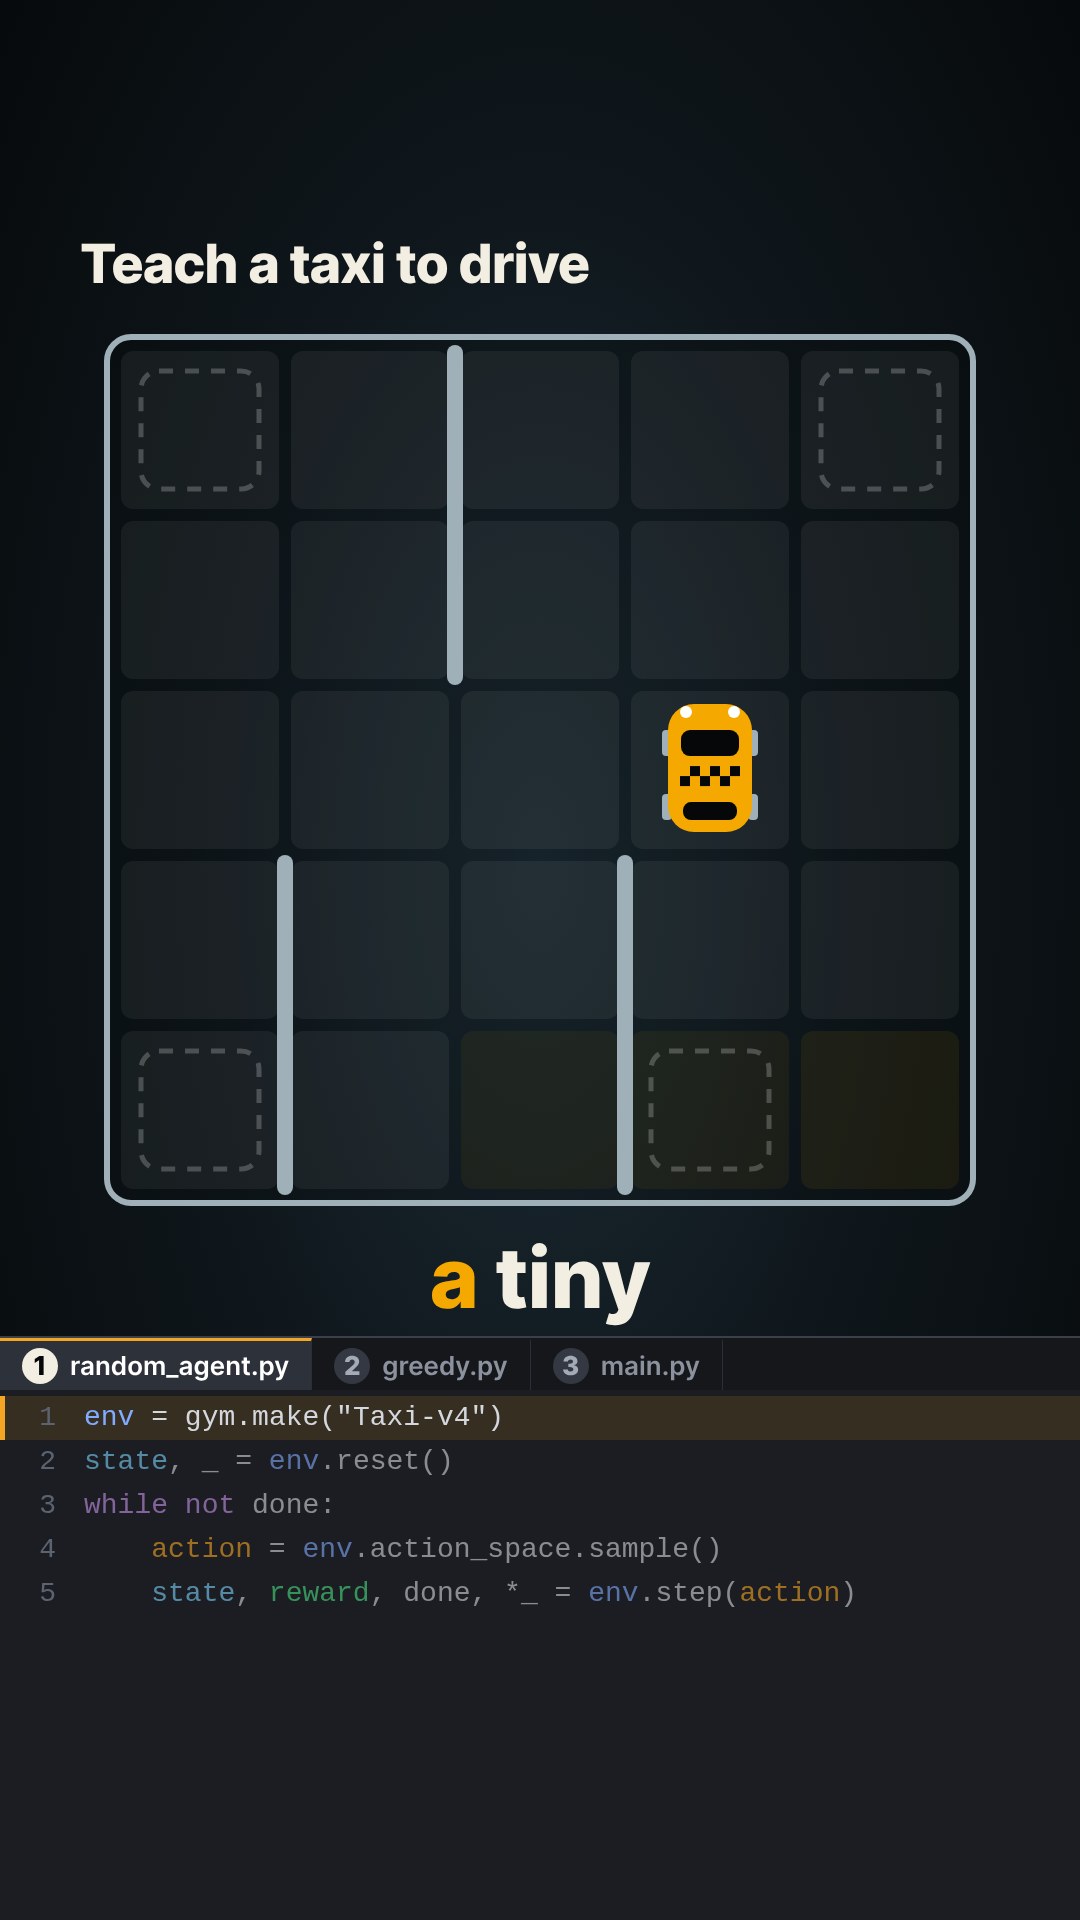 Teach a taxi to drive
a tiny
1 random_agent.py 2 greedy.py 3 main.py
1 env = gym.make("Taxi-v4")
2 state, _ = env.reset()
3 while not done:
4     action = env.action_space.sample()
5     state, reward, done, *_ = env.step(action)